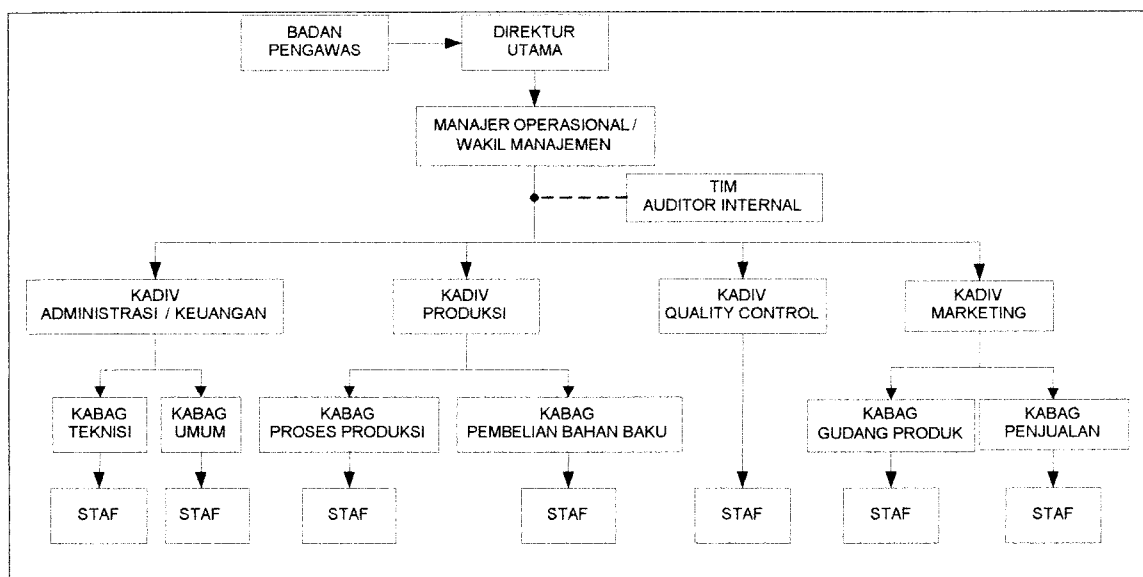 BADAN
PENGAWAS
DIREKTUR
UTAMA
MANAJER OPERASIONAL /
WAKIL MANAJEMEN
TIM
AUDITOR INTERNAL
KADIV
ADMINISTRASI / KEUANGAN
KADIV
PRODUKSI
KADIV
QUALITY CONTROL
KADIV
MARKETING
KABAG
TEKNISI
KABAG
UMUM
KABAG
PROSES PRODUKSI
KABAG
PEMBELIAN BAHAN BAKU
KABAG
GUDANG PRODUK
KABAG
PENJUALAN
STAF
STAF
STAF
STAF
STAF
STAF
STAF